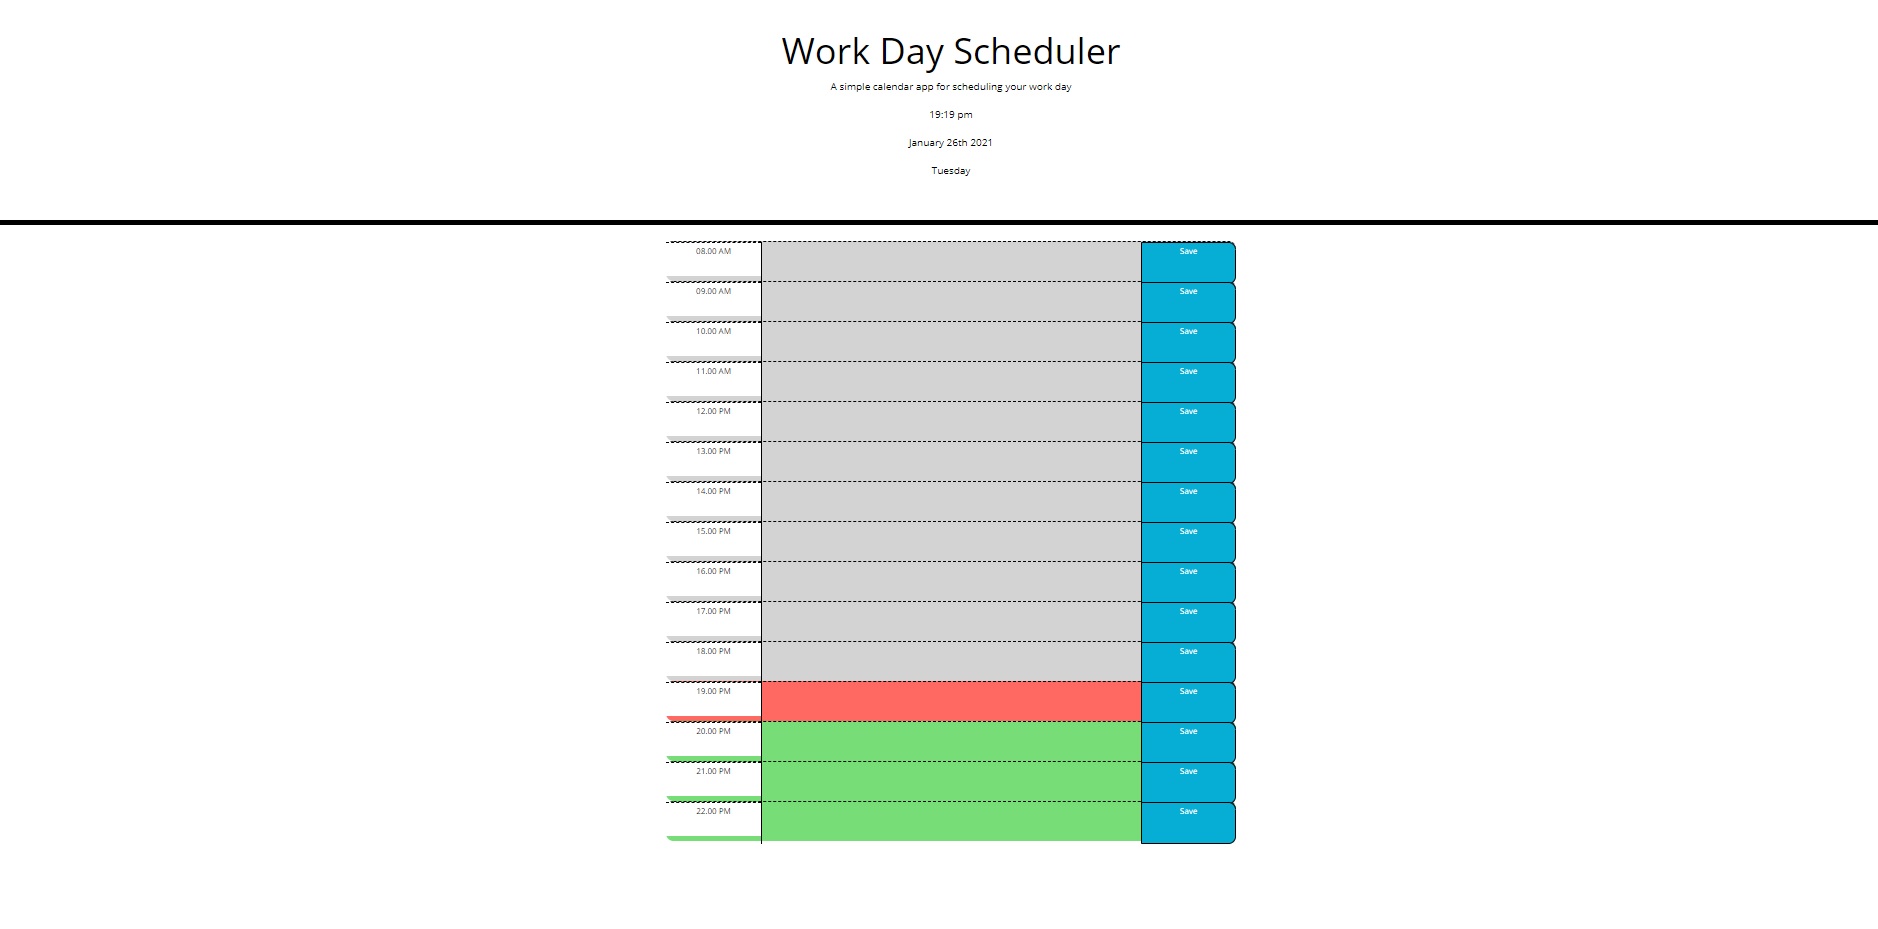 Work Day Scheduler
A simple calendar app for scheduling your work day
19:19 pm
January 26th 2021
Tuesday
08.00 AM Save
09.00 AM Save
10.00 AM Save
11.00 AM Save
12.00 PM Save
13.00 PM Save
14.00 PM Save
15.00 PM Save
16.00 PM Save
17.00 PM Save
18.00 PM Save
19.00 PM Save
20.00 PM Save
21.00 PM Save
22.00 PM Save